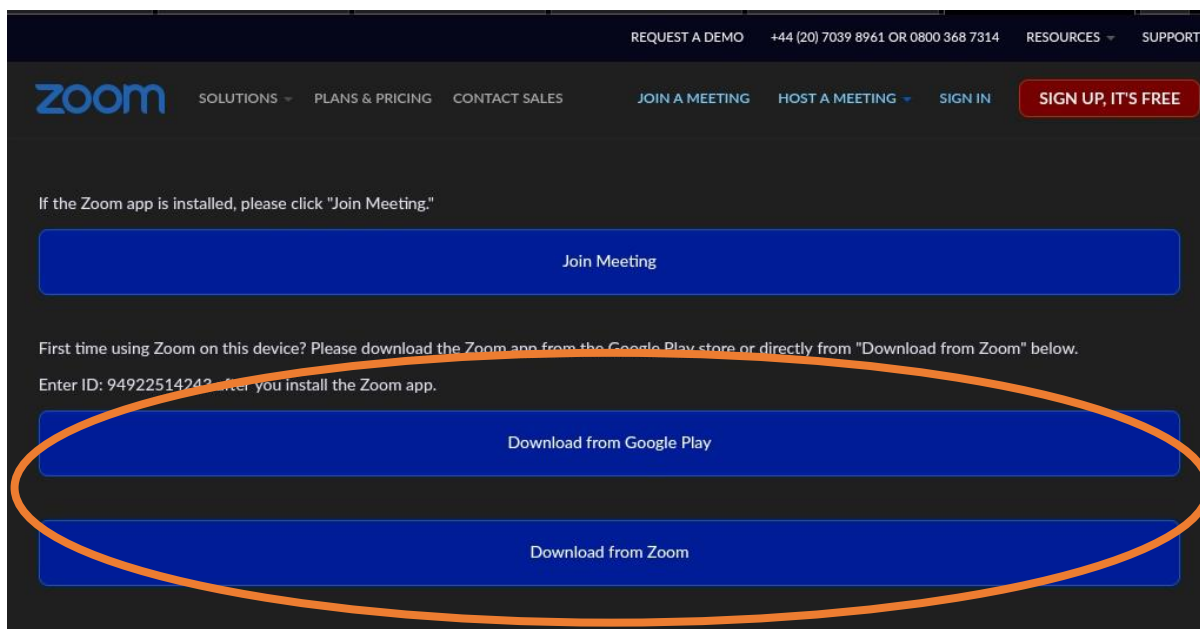 REQUEST A DEMO +44 (20) 7039 8961 OR 0800 368 7314 RESOURCES SUPPORT
zoom SOLUTIONS PLANS & PRICING CONTACT SALES JOIN A MEETING HOST A MEETING SIGN IN SIGN UP, IT'S FREE
If the Zoom app is installed, please click "Join Meeting."
Join Meeting
First time using Zoom on this device? Please download the Zoom app from the Google Play store or directly from "Download from Zoom" below.
Enter ID: 94922514243 after you install the Zoom app.
Download from Google Play
Download from Zoom